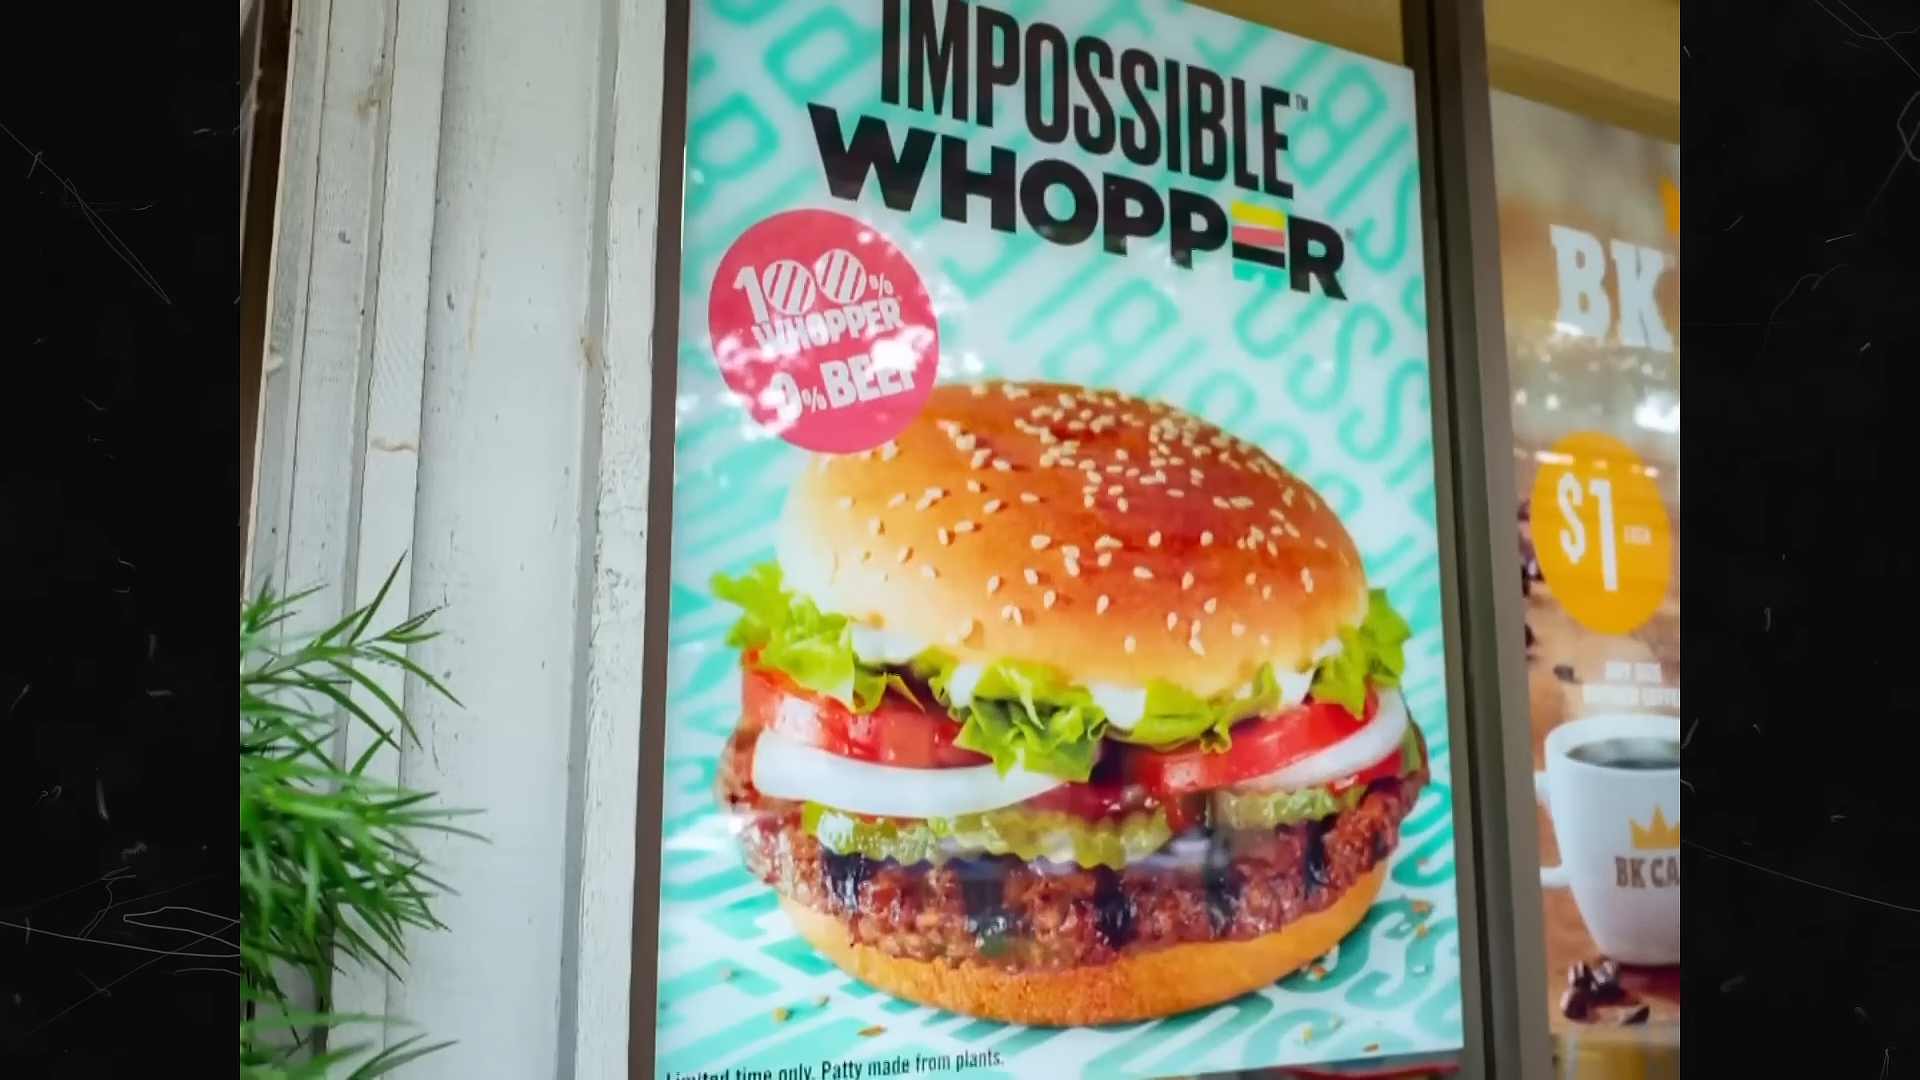 IMPOSSIBLE™
WHOPPER
100%
WHOPPER
0% BEEF
Limited time only. Patty made from plants.
BK
$1
BK CA